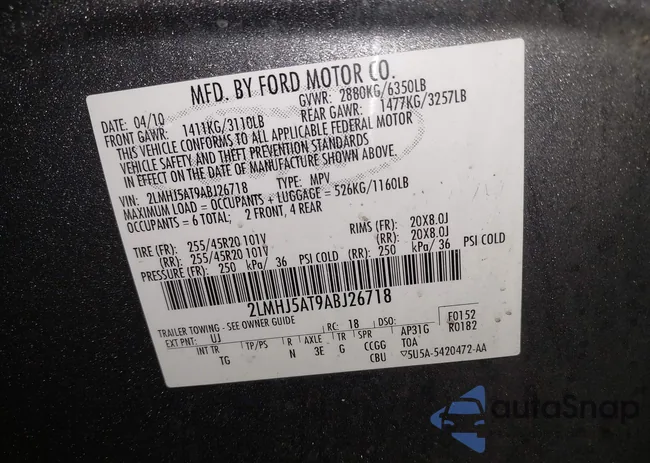 MFD. BY FORD MOTOR CO.
DATE: 04/10 GVWR: 2880KG/6350LB
FRONT GAWR: 1411KG/3110LB REAR GAWR: 1477KG/3257LB
THIS VEHICLE CONFORMS TO ALL APPLICABLE FEDERAL MOTOR
VEHICLE SAFETY AND THEFT PREVENTION STANDARDS
IN EFFECT ON THE DATE OF MANUFACTURE SHOWN ABOVE.
VIN: 2LMHJ5AT9ABJ26718 TYPE: MPV
MAXIMUM LOAD = OCCUPANTS + LUGGAGE = 526KG/1160LB
OCCUPANTS = 6 TOTAL; 2 FRONT, 4 REAR
TIRE (FR): 255/45R20 101V RIMS (FR): 20X8.0J
(RR): 255/45R20 101V (RR): 20X8.0J
PRESSURE (FR): 250 kPa/ 36 PSI COLD (RR): 250 kPa/ 36 PSI COLD
2LMHJ5AT9ABJ26718
TRAILER TOWING - SEE OWNER GUIDE
EXT PNT: UJ RC: 18 DSO: AP31G F0152
INT TR TP/PS R AXLE TR SPR TOA R0182
TG N 3E G CCGG
CBU ▽5U5A-5420472-AA
autoSnap